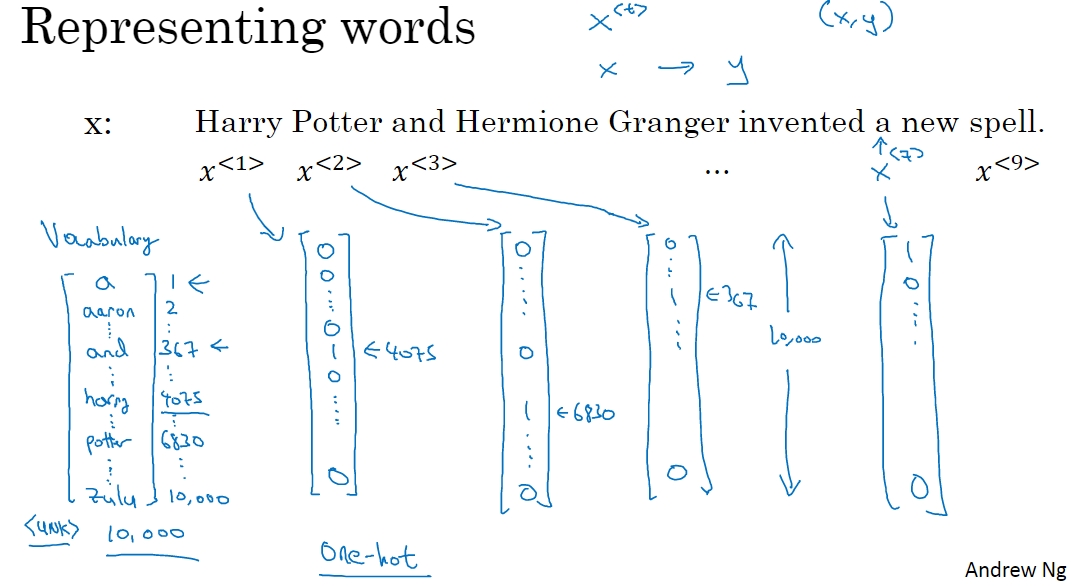 Representing words
x<t> (x,y)
x → y
x: Harry Potter and Hermione Granger invented a new spell.
x<1> x<2> x<3> ... x<7> x<9>
Vocabulary
a 1 ←
aaron 2
and 367 ←
harry 4075
potter 6830
zulu 10,000
<UNK> 10,000
0
0
0
1 ← 4075
0
0
0
0
1 ← 6830
0
0
1 ← 367
0
10,000
1
0
0
One-hot
Andrew Ng